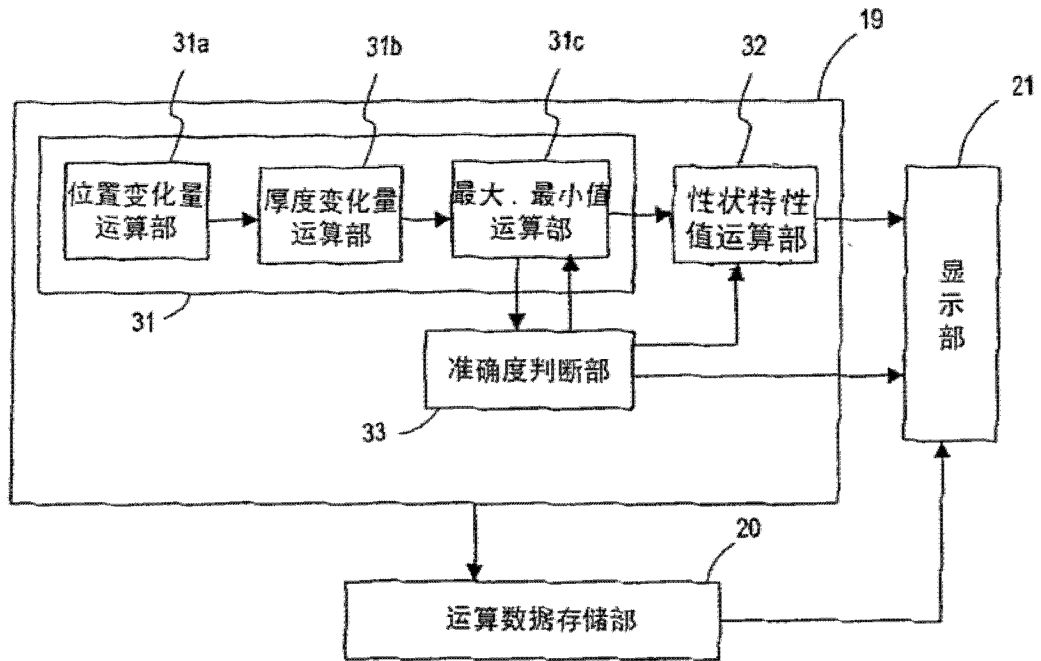 19
31a
31b
31c
32
21
位置变化量
运算部
厚度变化量
运算部
最大、最小值
运算部
性状特性
值运算部
显示部
31
准确度判断部
33
20
运算数据存储部